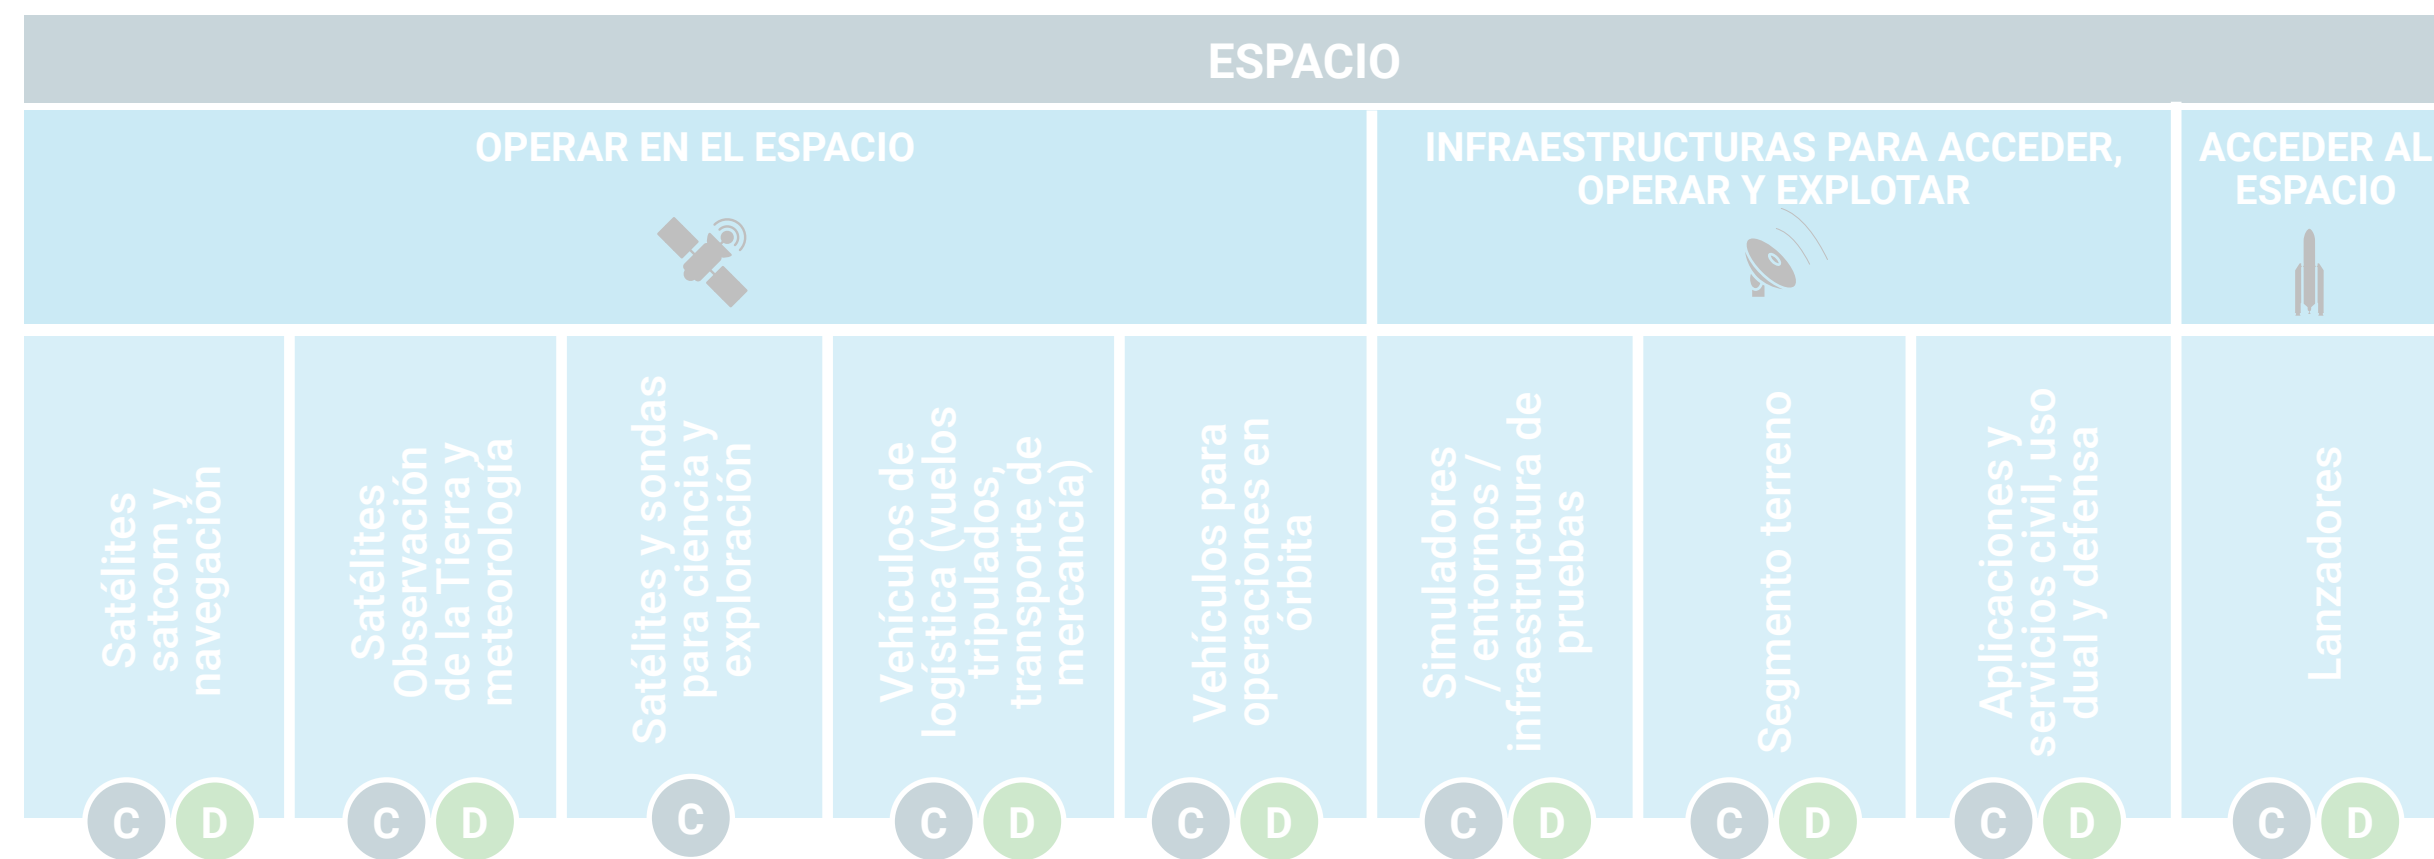 ESPACIO
OPERAR EN EL ESPACIO
INFRAESTRUCTURAS PARA ACCEDER,
OPERAR Y EXPLOTAR
ACCEDER AL
ESPACIO
Satélites
satcom y
navegación
Satélites
Observación
de la Tierra y
meteorología
Satélites y sondas
para ciencia y
exploración
Vehículos de
logística (vuelos
tripulados,
transporte de
mercancía)
Vehículos para
operaciones en
órbita
Simuladores
/ entornos /
infraestructura de
pruebas
Segmento terreno
Aplicaciones y
servicios civil, uso
dual y defensa
Lanzadores
C D
C D
C
C D
C D
C D
C D
C D
C D